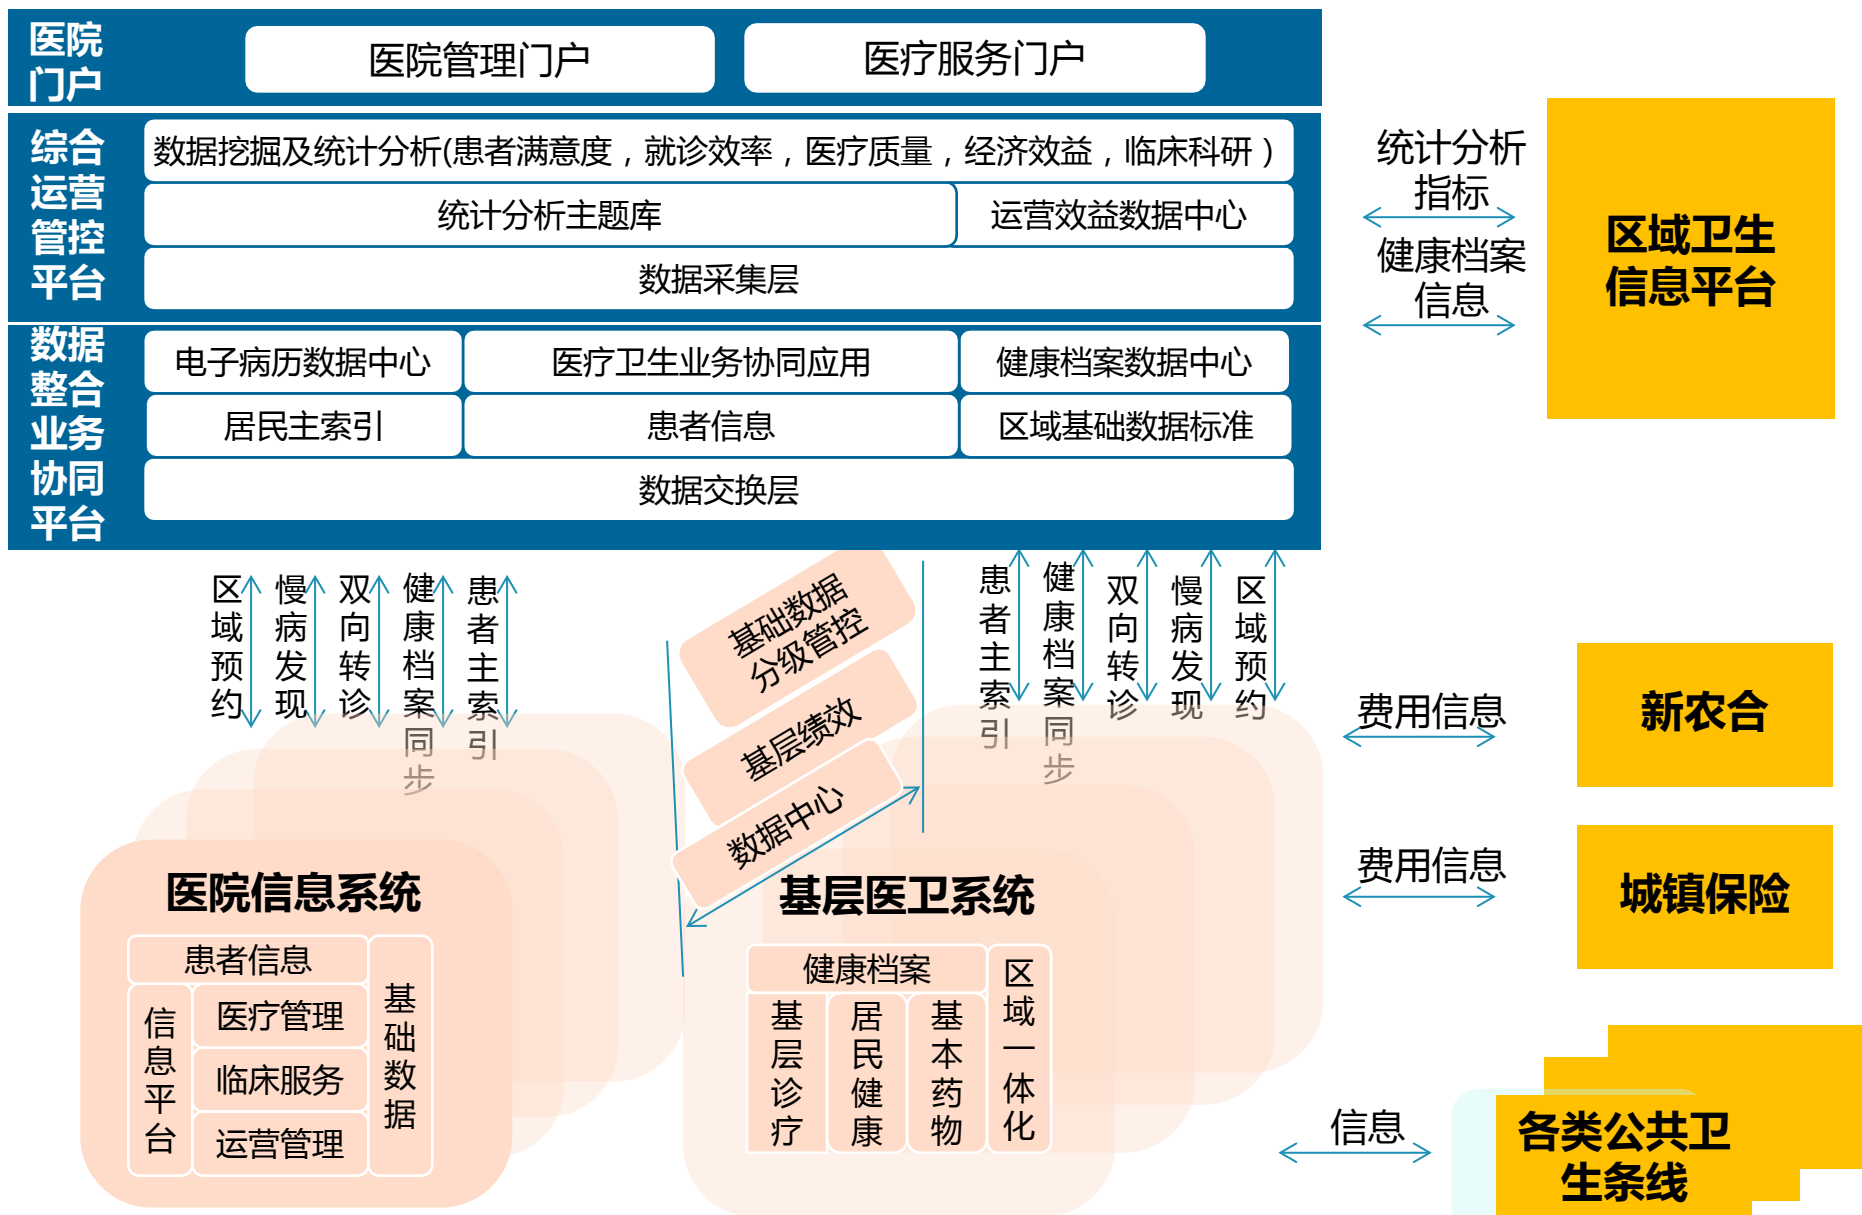 医院
门户
医院管理门户
医疗服务门户
综合
运营
管控
平台
数据挖掘及统计分析(患者满意度，就诊效率，医疗质量，经济效益，临床科研）
统计分析主题库
运营效益数据中心
数据采集层
数据
整合
业务
协同
平台
电子病历数据中心
医疗卫生业务协同应用
健康档案数据中心
居民主索引
患者信息
区域基础数据标准
数据交换层
统计分析
指标
健康档案
信息
区域卫生
信息平台
区域预约
慢病发现
双向转诊
健康档案同步
患者主索引
基础数据
分级管控
基层绩效
数据中心
患者主索引
健康档案同步
双向转诊
慢病发现
区域预约
费用信息
新农合
费用信息
城镇保险
医院信息系统
患者信息
信息平台
医疗管理
临床服务
运营管理
基础数据
基层医卫系统
健康档案
基层诊疗
居民健康
基本药物
区域一体化
信息
各类公共卫
生条线